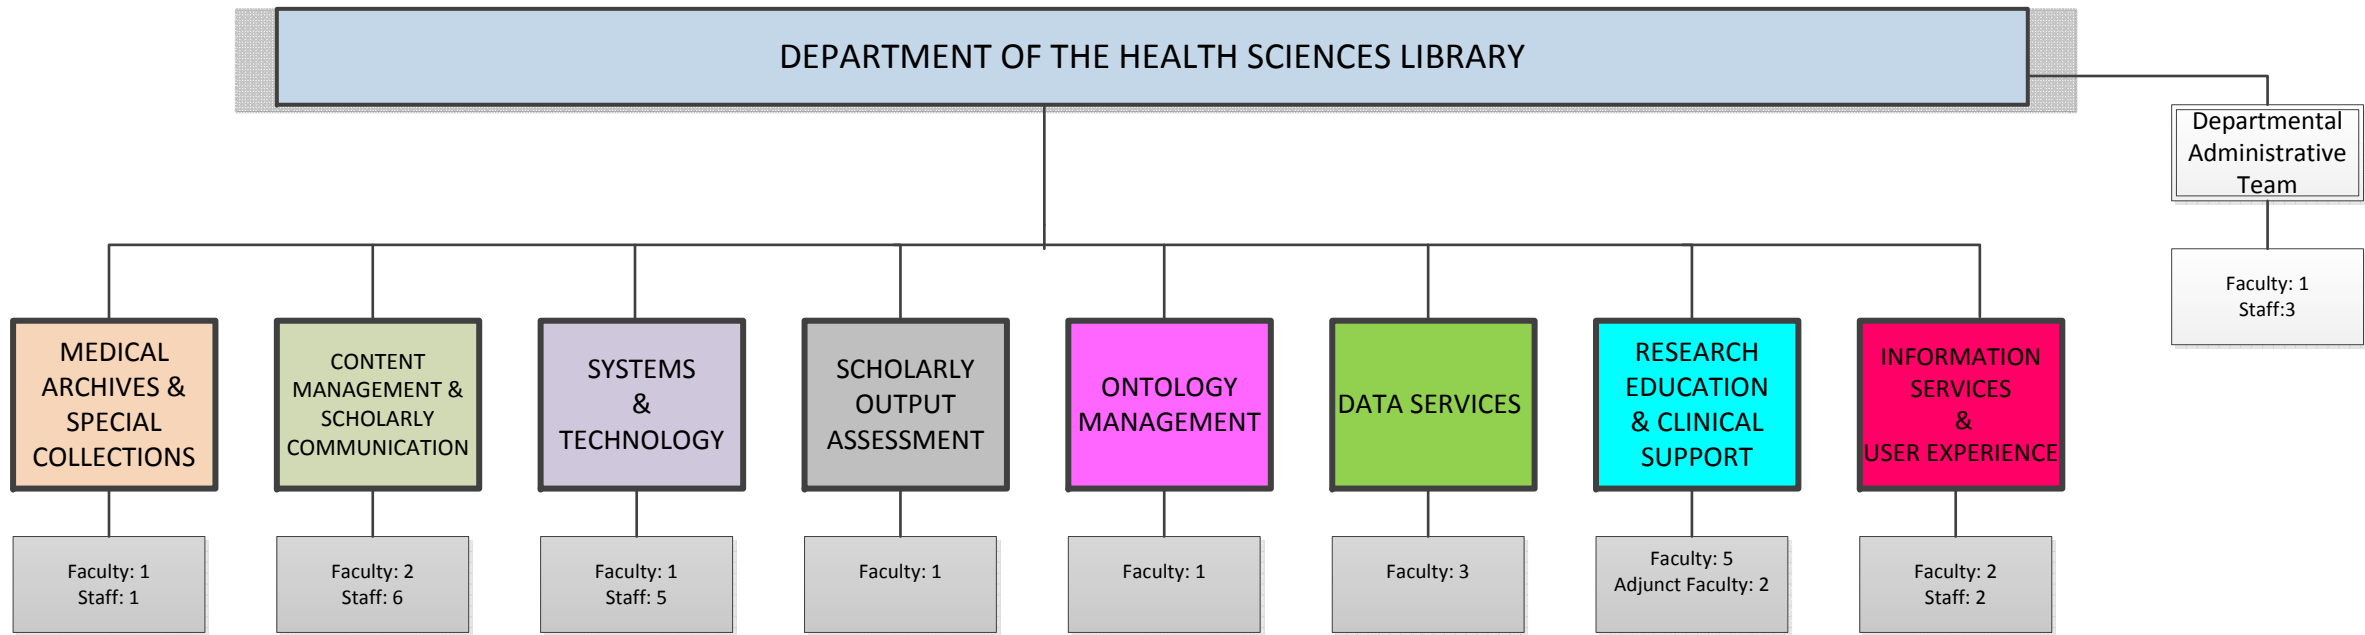 DEPARTMENT OF THE HEALTH SCIENCES LIBRARY
Departmental
Administrative
Team
Faculty: 1
Staff:3
MEDICAL
ARCHIVES &
SPECIAL
COLLECTIONS
CONTENT
MANAGEMENT &
SCHOLARLY
COMMUNICATION
SYSTEMS
&
TECHNOLOGY
SCHOLARLY
OUTPUT
ASSESSMENT
ONTOLOGY
MANAGEMENT
DATA SERVICES
RESEARCH
EDUCATION
& CLINICAL
SUPPORT
INFORMATION
SERVICES
&
USER EXPERIENCE
Faculty: 1
Staff: 1
Faculty: 2
Staff: 6
Faculty: 1
Staff: 5
Faculty: 1
Faculty: 1
Faculty: 3
Faculty: 5
Adjunct Faculty: 2
Faculty: 2
Staff: 2